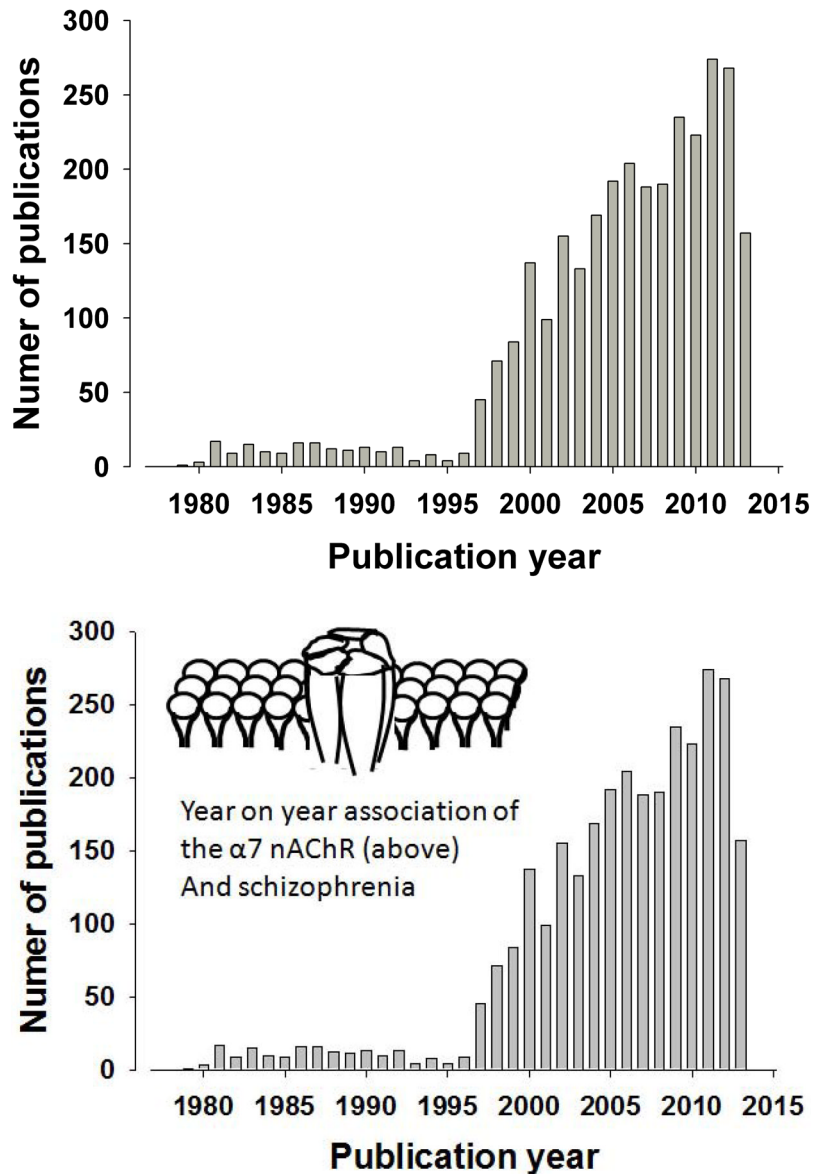 300
250
200
150
100
50
0
Numer of publications
1980 1985 1990 1995 2000 2005 2010 2015
Publication year
300
250
200
150
100
50
0
Numer of publications
Year on year association of
the α7 nAChR (above)
And schizophrenia
1980 1985 1990 1995 2000 2005 2010 2015
Publication year